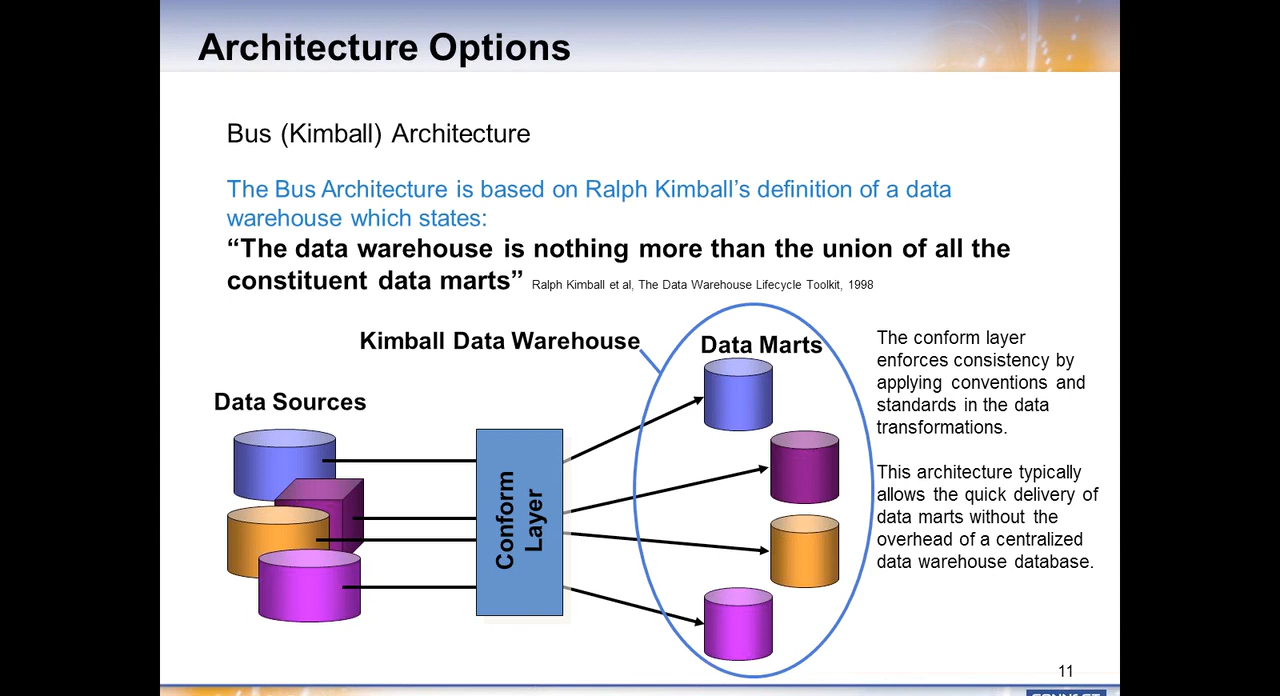 Architecture Options
Bus (Kimball) Architecture
The Bus Architecture is based on Ralph Kimball’s definition of a data
warehouse which states:
“The data warehouse is nothing more than the union of all the
constituent data marts” Ralph Kimball et al, The Data Warehouse Lifecycle Toolkit, 1998
Kimball Data Warehouse
Data Marts
Data Sources
Conform
Layer
The conform layer
enforces consistency by
applying conventions and
standards in the data
transformations.
This architecture typically
allows the quick delivery of
data marts without the
overhead of a centralized
data warehouse database.
11